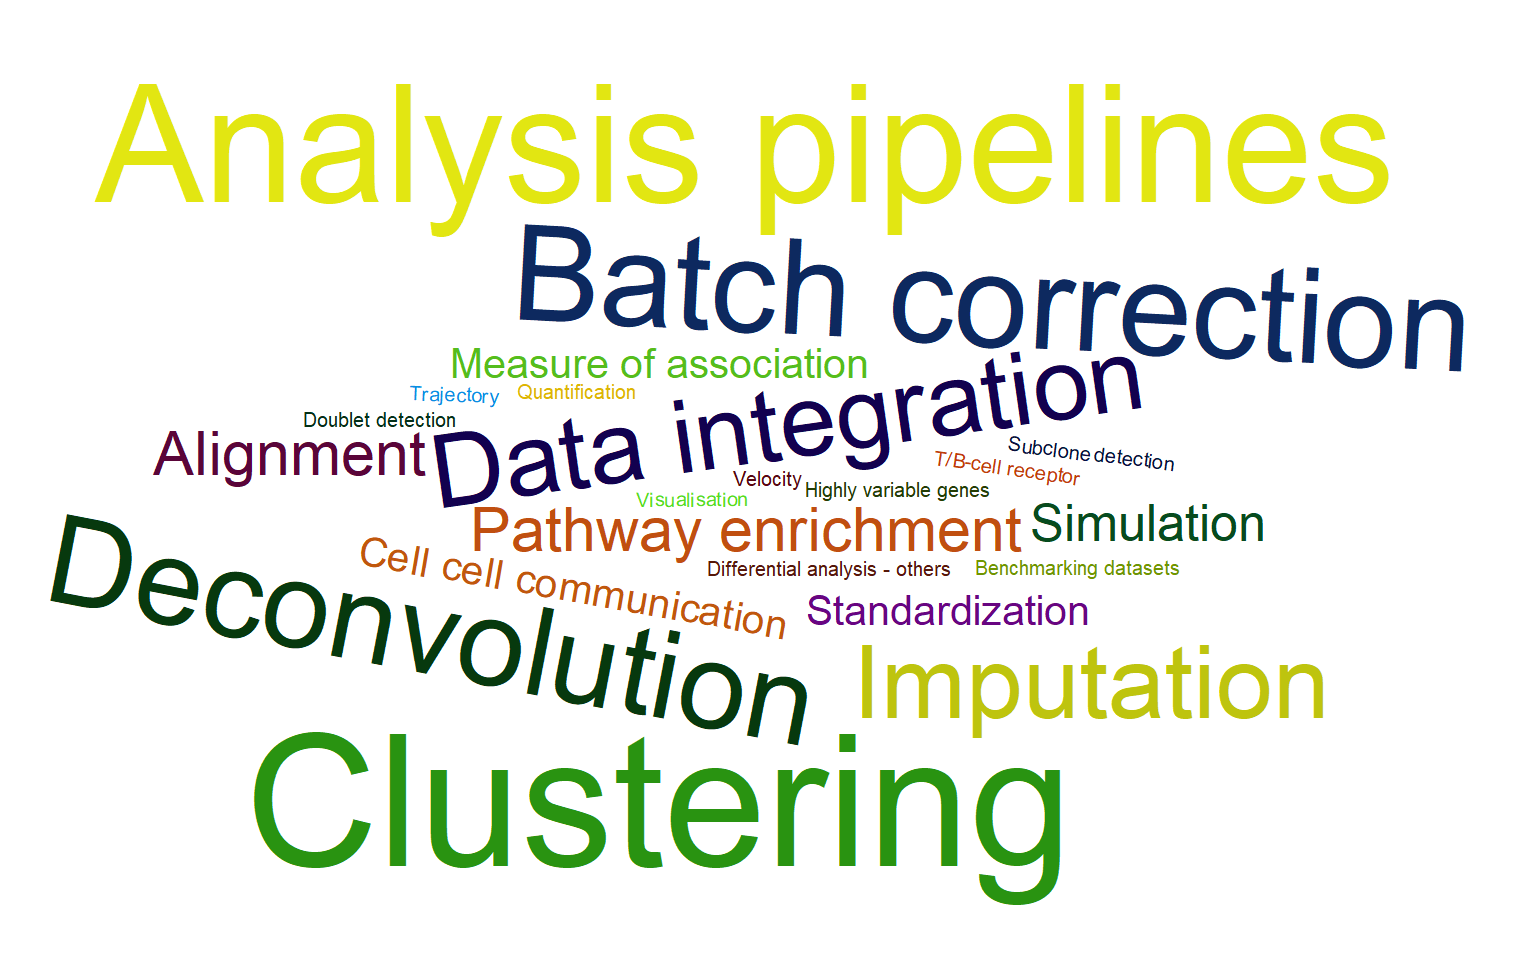 Analysis pipelines
Batch correction
Measure of association
Trajectory
Quantification
Doublet detection
Alignment
Data integration
Subclone detection
T/B-cell receptor
Velocity
Highly variable genes
Visualisation
Pathway enrichment
Simulation
Cell cell communication
Differential analysis - others
Benchmarking datasets
Standardization
Deconvolution
Imputation
Clustering